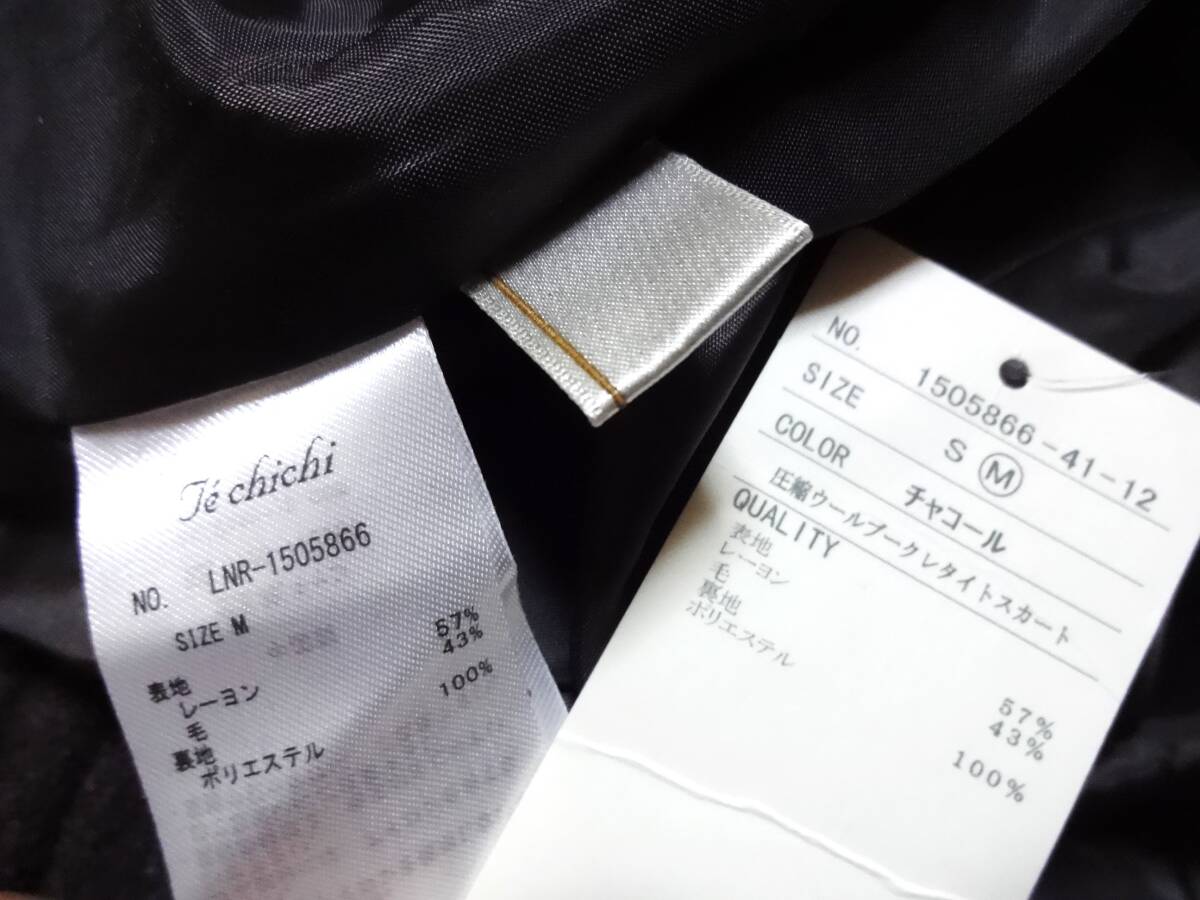 Té chichi
NO. LNR-1505866
SIZE M
表地
レーヨン 57%
毛 43%
裏地
ポリエステル 100%
NO. 1505866-41-12
SIZE S M
COLOR チャコール
圧縮ウールブークレタイトスカート
QUALITY
表地
レーヨン 57%
毛 43%
裏地
ポリエステル 100%